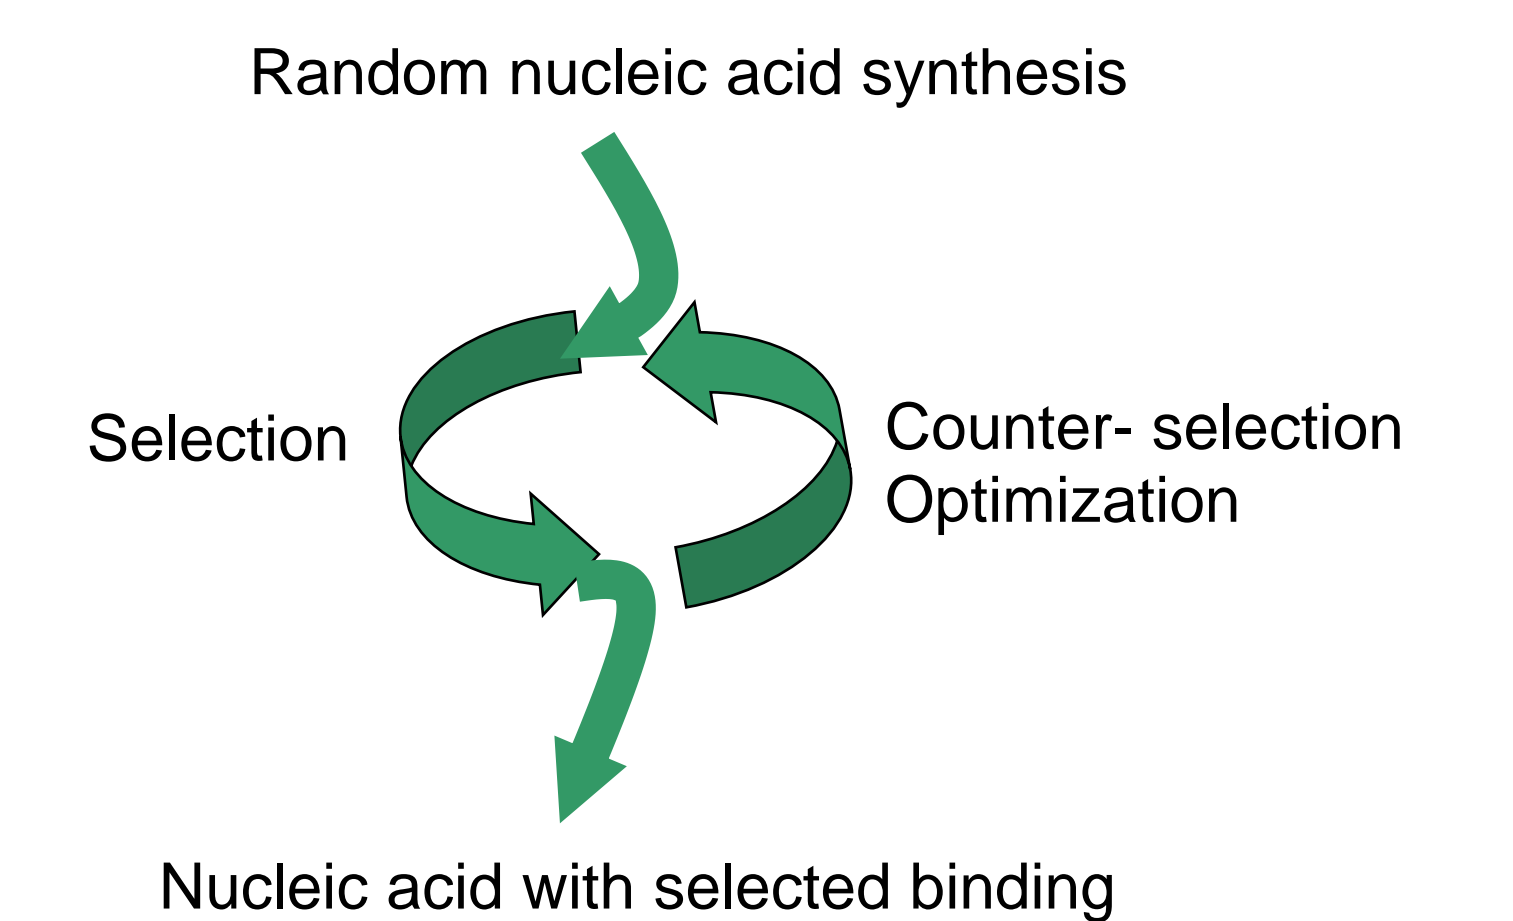 Random nucleic acid synthesis
Selection
Counter- selection
Optimization
Nucleic acid with selected binding